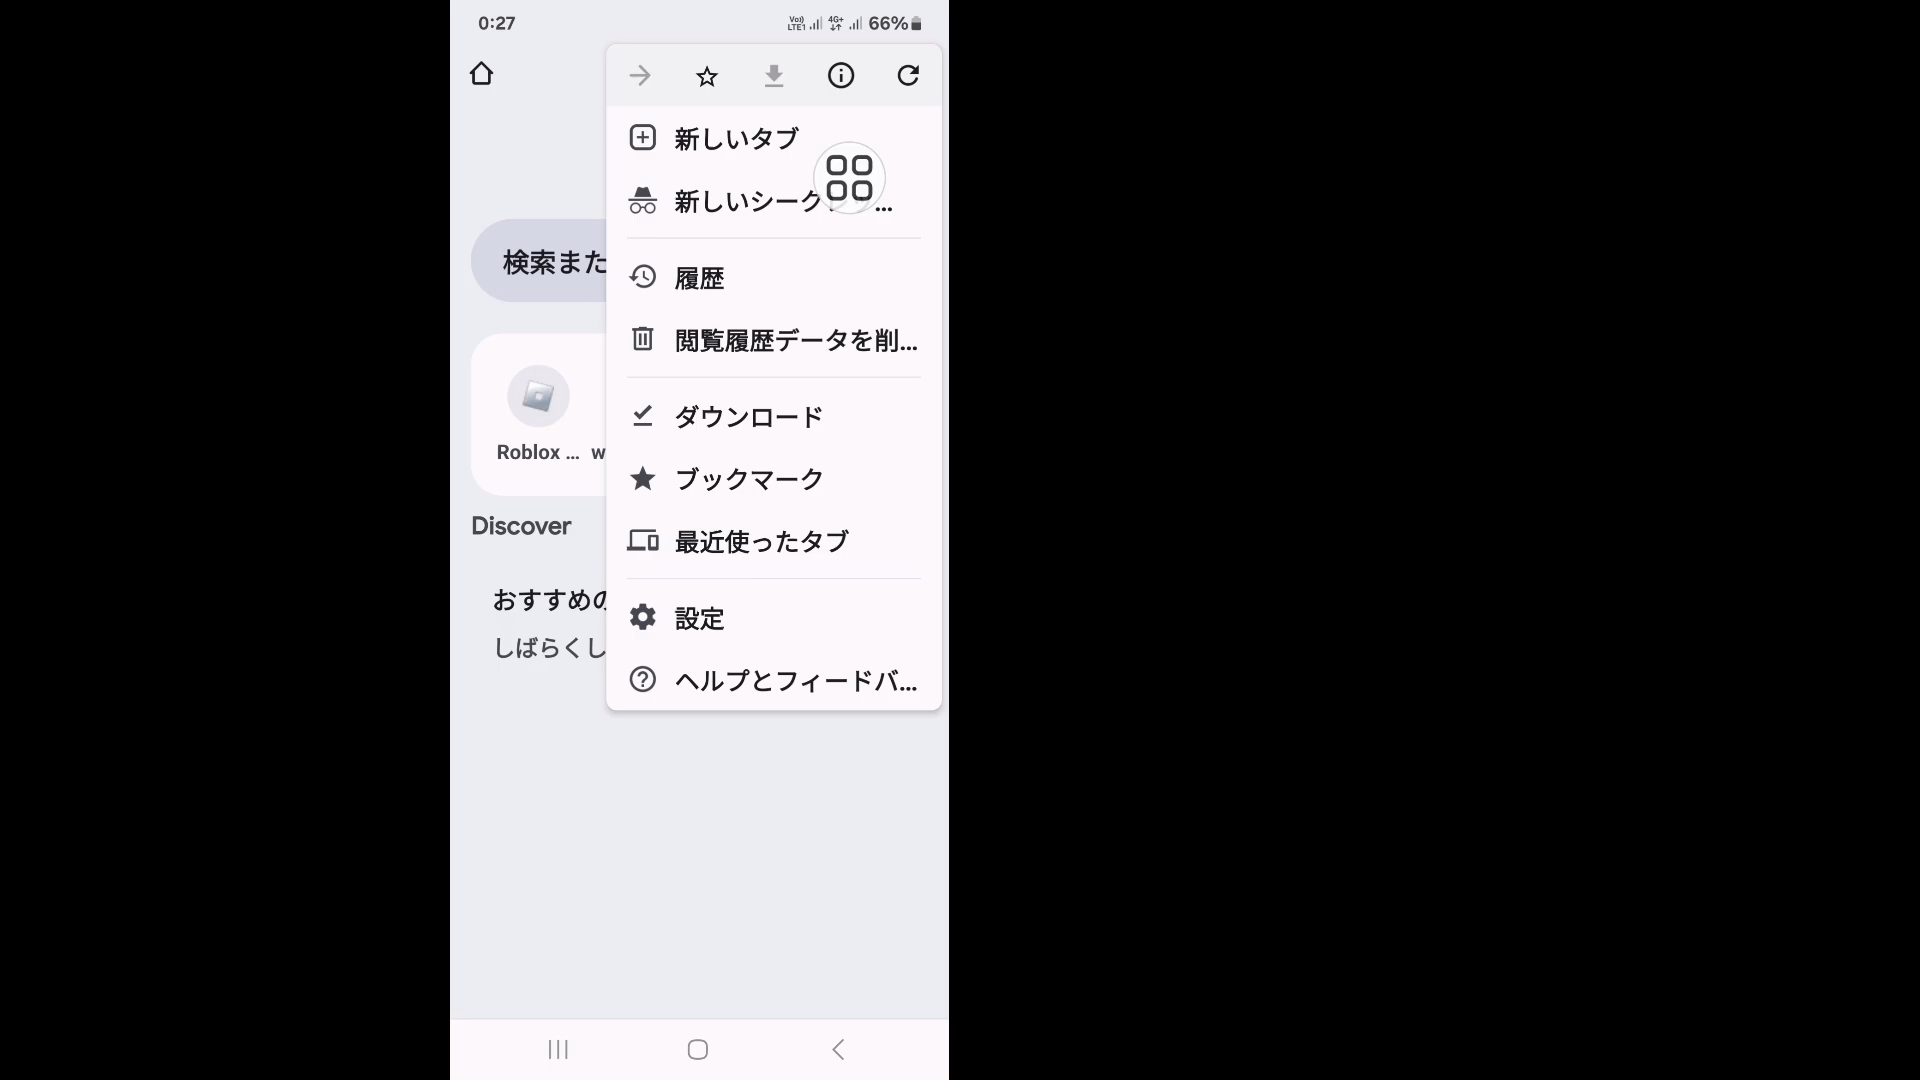 0:27
Vo)) LTE1
4G+
66%
新しいタブ
新しいシーク
...
検索また
履歴
閲覧履歴データを削...
Roblox ...
w
ダウンロード
ブックマーク
Discover
最近使ったタブ
おすすめの
設定
しばらくし
ヘルプとフィードバ...